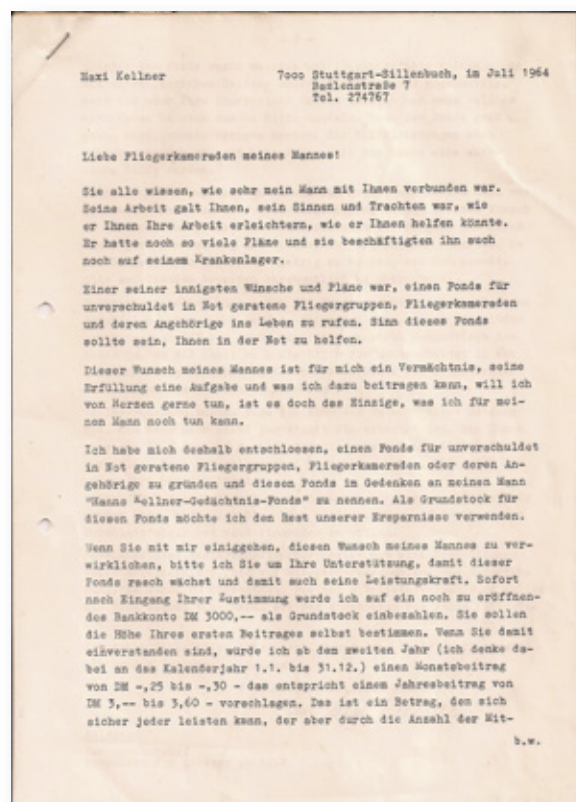 Maxi Kellner 7000 Stuttgart-Sillenbuch, im Juli 1964
Bazlenstraße 7
Tel. 274767
Liebe Fliegerkameraden meines Mannes!
Sie alle wissen, wie sehr mein Mann mit Ihnen verbunden war.
Seine Arbeit galt Ihnen, sein Sinnen und Trachten war, wie
er Ihnen Ihre Arbeit erleichtern, wie er Ihnen helfen könnte.
Er hatte noch so viele Pläne und sie beschäftigten ihn auch
noch auf seinem Krankenlager.
Einer seiner innigsten Wünsche und Pläne war, einen Fonds für
unverschuldet in Not geratene Fliegergruppen, Fliegerkameraden
und deren Angehörige ins Leben zu rufen. Sinn dieses Fonds
sollte sein, Ihnen in der Not zu helfen.
Dieser Wunsch meines Mannes ist für mich ein Vermächtnis, seine
Erfüllung eine Aufgabe und was ich dazu beitragen kann, will ich
von Herzen gerne tun, ist es doch das Einzige, was ich für mei-
nen Mann noch tun kann.
Ich habe mich deshalb entschlossen, einen Fonds für unverschuldet
in Not geratene Fliegergruppen, Fliegerkameraden oder deren An-
gehörige zu gründen und diesen Fonds im Gedenken an meinen Mann
"Hanns Kellner-Gedächtnis-Fonds" zu nennen. Als Grundstock für
diesen Fonds möchte ich den Rest unserer Ersparnisse verwenden.
Wenn Sie mit mir einiggehen, diesen Wunsch meines Mannes zu ver-
wirklichen, bitte ich Sie um Ihre Unterstützung, damit dieser
Fonds rasch wächst und damit auch seine Leistungskraft. Sofort
nach Eingang Ihrer Zustimmung werde ich auf ein noch zu eröffnen-
des Bankkonto DM 3000,-- als Grundstock einbezahlen. Sie sollen
die Höhe Ihres ersten Beitrages selbst bestimmen. Wenn Sie damit
einverstanden sind, würde ich ab dem zweiten Jahr (ich denke da-
bei an das Kalenderjahr 1.1. bis 31.12.) einen Monatsbeitrag
von DM -,25 bis -,30 - das entspricht einem Jahresbeitrag von
DM 3,-- bis 3,60 - vorschlagen. Das ist ein Betrag, den sich
sicher jeder leisten kann, der aber durch die Anzahl der Mit-
b.w.